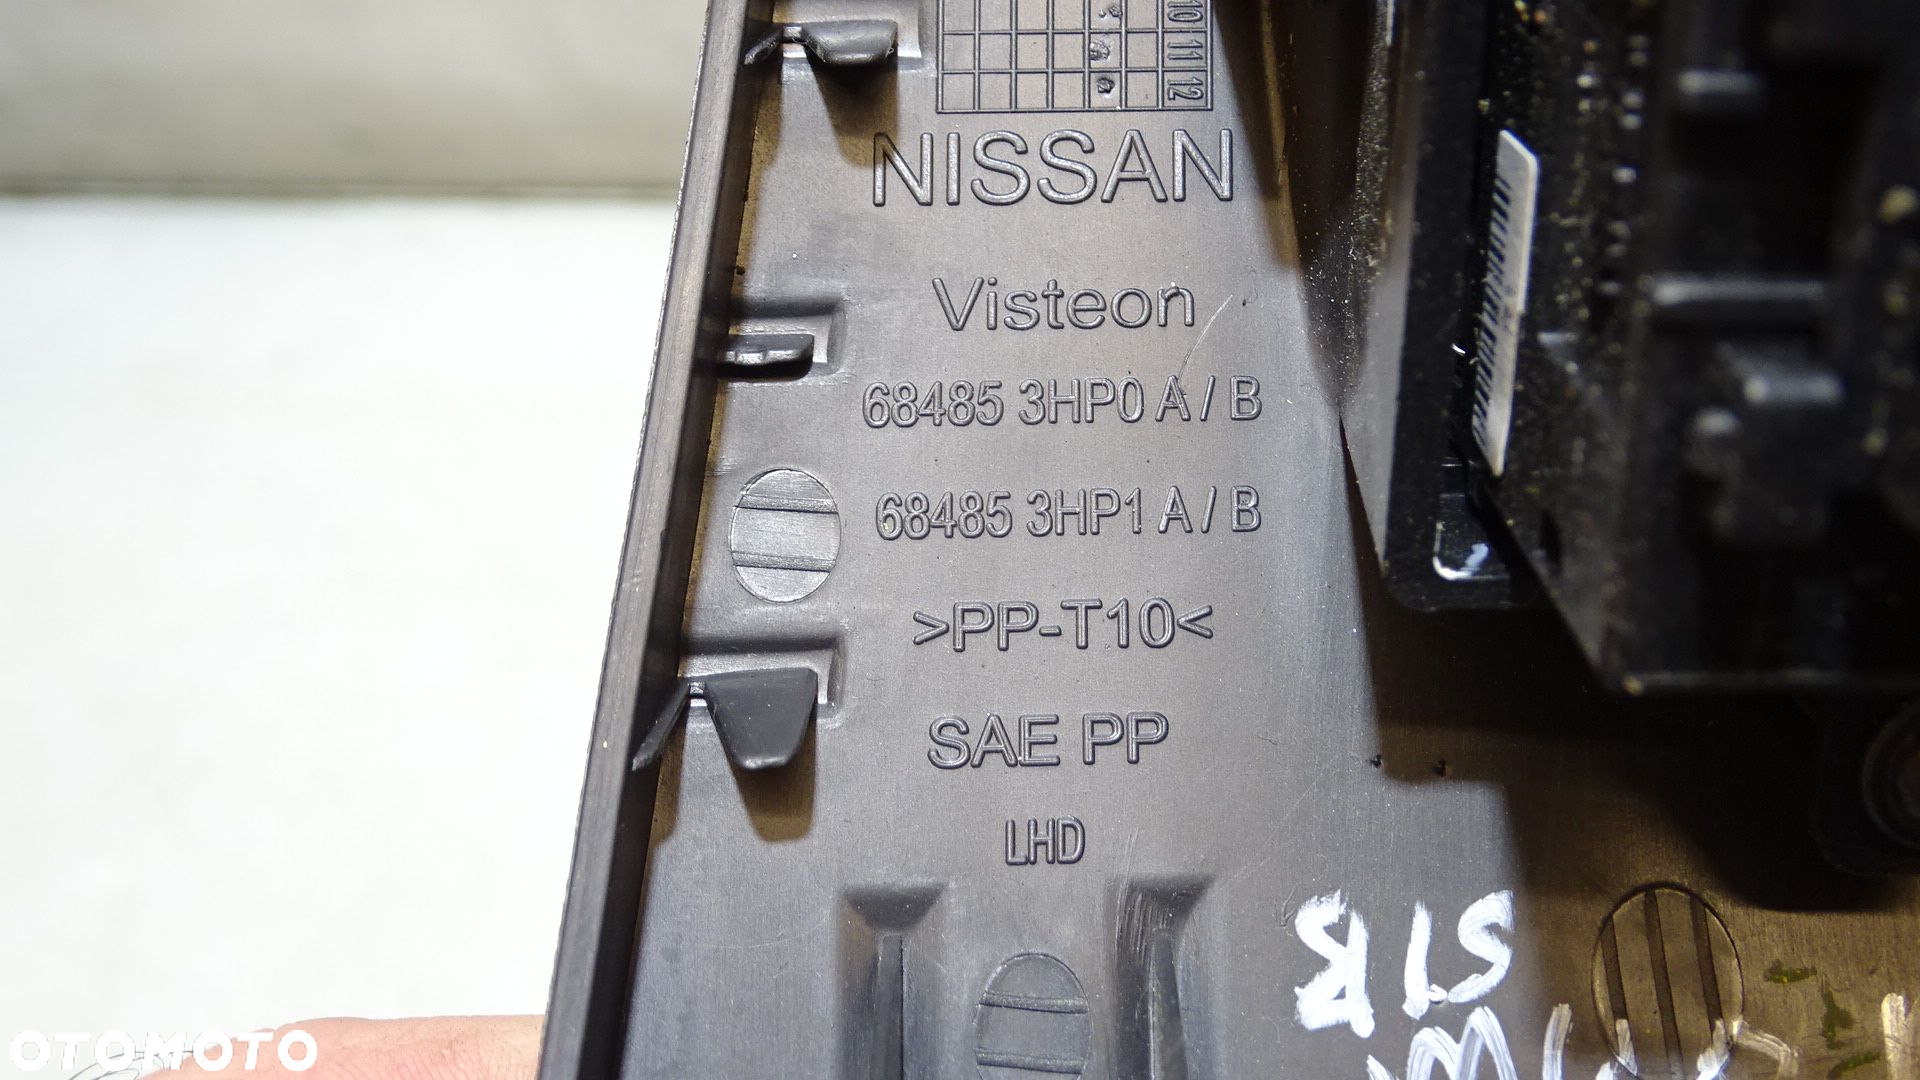 10 11 12
NISSAN
Visteon
68485 3HP0 A / B
68485 3HP1 A / B
>PP-T10<
SAE PP
LHD
OTOMOTO